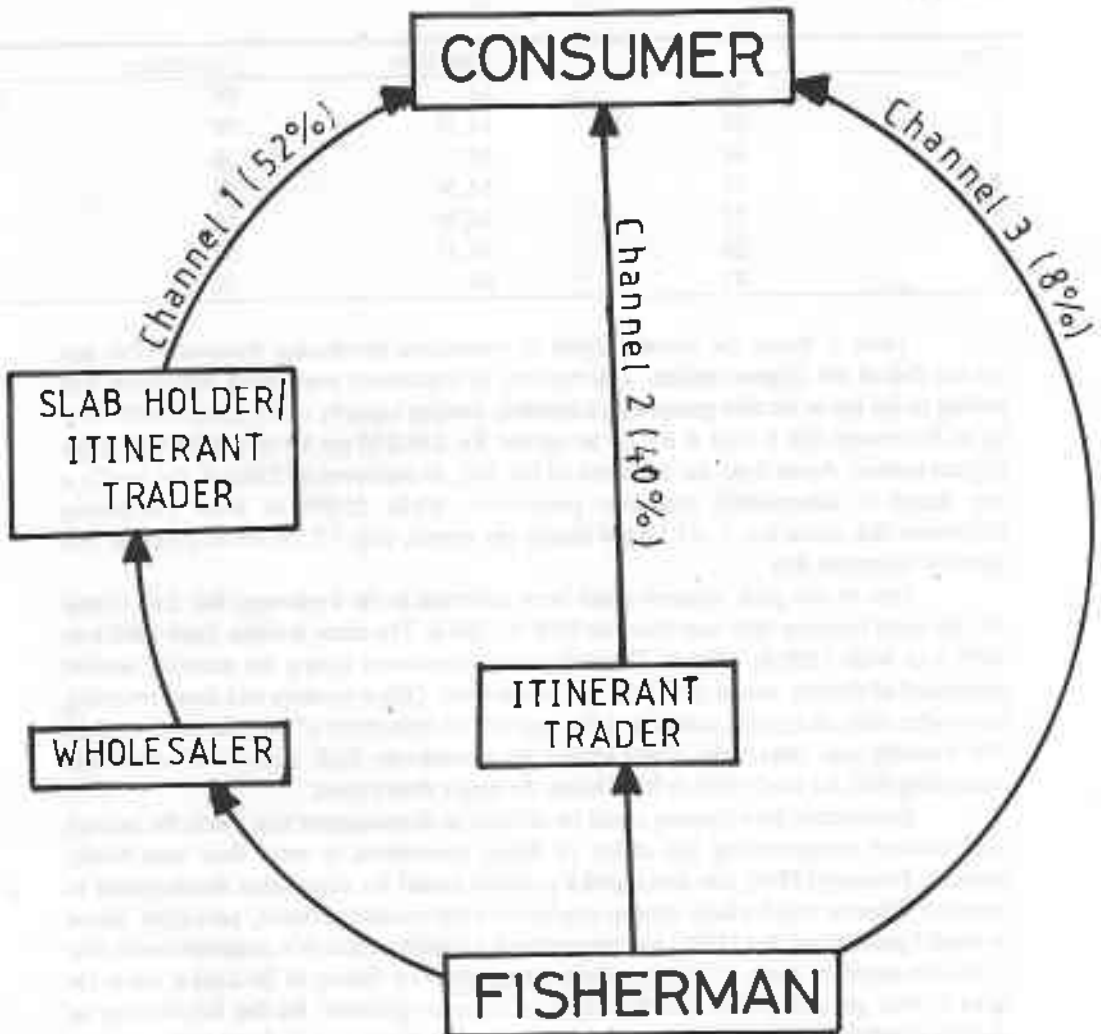 CONSUMER
Channel 1 (52%)
Channel 2 (40%)
Channel 3 (8%)
SLAB HOLDER/
ITINERANT
TRADER
ITINERANT
TRADER
WHOLESALER
FISHERMAN